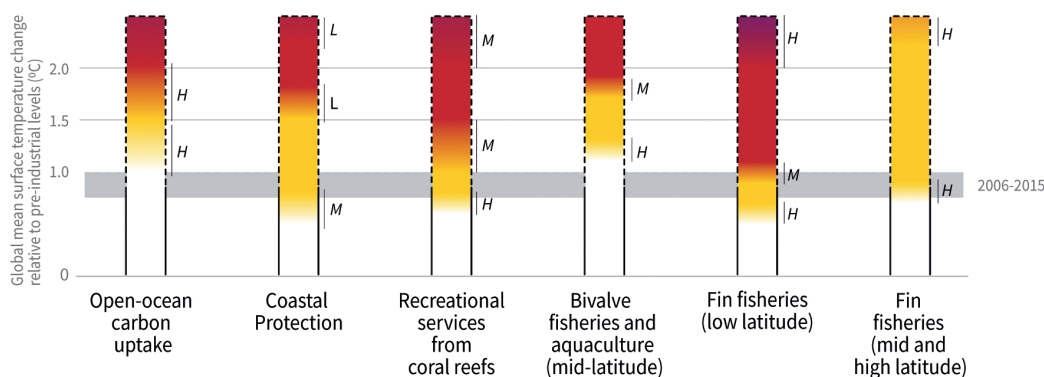 Global mean surface temperature change
relative to pre-industrial levels (ºC)
2.0
1.5
1.0
0
H
H
L
L
M
M
M
H
M
H
H
M
H
H
H
2006-2015
Open-ocean
carbon
uptake
Coastal
Protection
Recreational
services
from
coral reefs
Bivalve
fisheries and
aquaculture
(mid-latitude)
Fin fisheries
(low latitude)
Fin
fisheries
(mid and
high latitude)